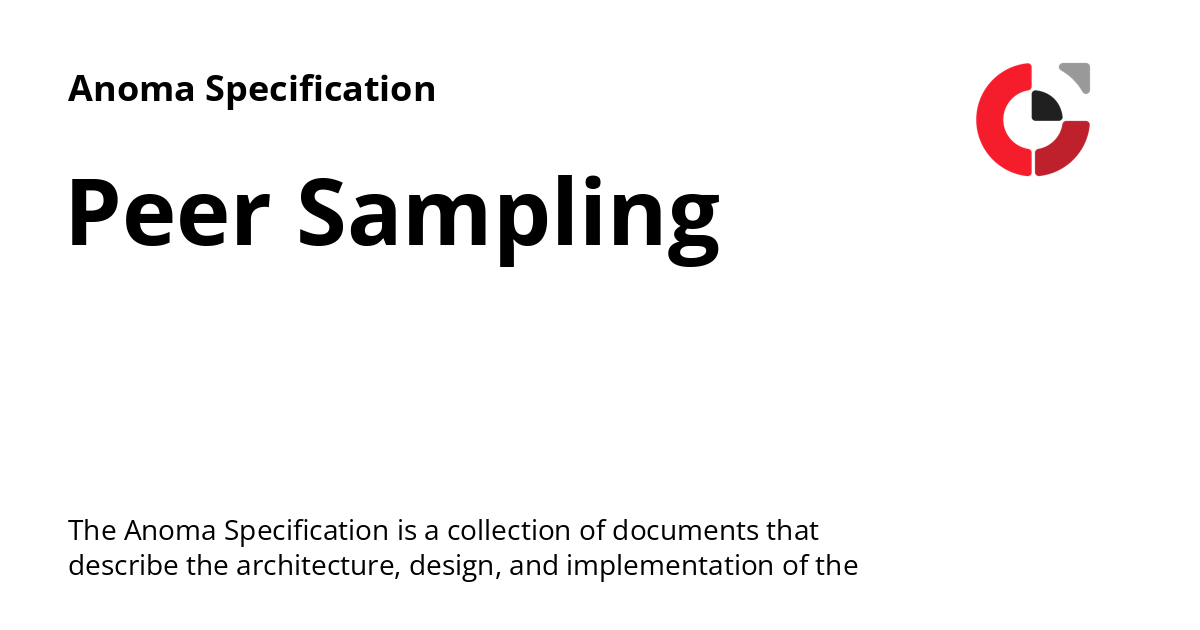 Anoma Specification
Peer Sampling
The Anoma Specification is a collection of documents that
describe the architecture, design, and implementation of the